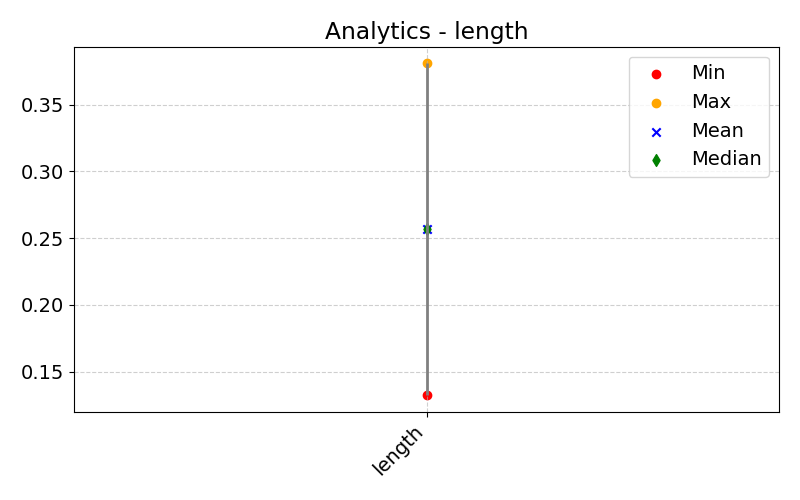 Analytics - length
Min
Max
Mean
Median
0.35
0.30
0.25
0.20
0.15
length